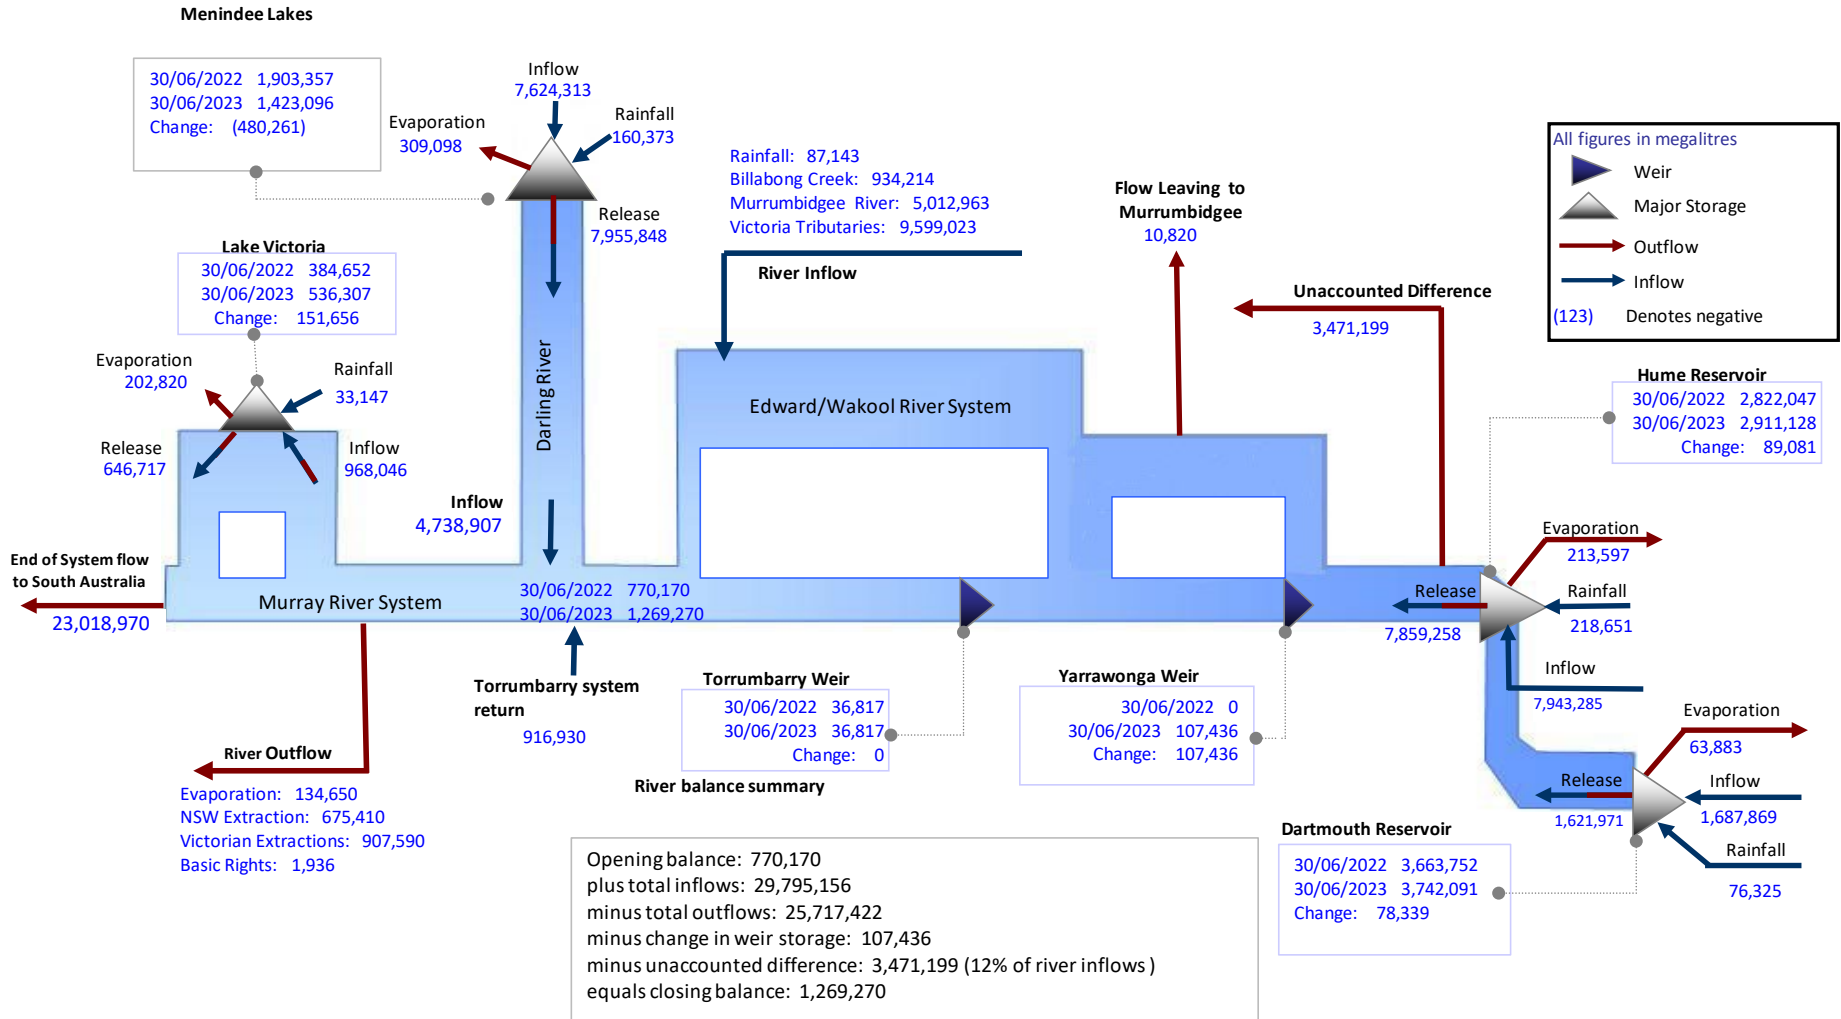 Menindee Lakes
30/06/2022 1,903,357
30/06/2023 1,423,096
Change: (480,261)
Inflow
7,624,313
Rainfall
160,373
Evaporation
309,098
Release
7,955,848
Rainfall: 87,143
Billabong Creek: 934,214
Murrumbidgee River: 5,012,963
Victoria Tributaries: 9,599,023
River Inflow
Flow Leaving to
Murrumbidgee
10,820
Unaccounted Difference
3,471,199
All figures in megalitres
Weir
Major Storage
Outflow
Inflow
(123) Denotes negative
Lake Victoria
30/06/2022 384,652
30/06/2023 536,307
Change: 151,656
Evaporation
202,820
Rainfall
33,147
Release
646,717
Inflow
968,046
Darling River
Inflow
4,738,907
Edward/Wakool River System
Hume Reservoir
30/06/2022 2,822,047
30/06/2023 2,911,128
Change: 89,081
Evaporation
213,597
Release
7,859,258
Rainfall
218,651
Inflow
7,943,285
End of System flow
to South Australia
23,018,970
Murray River System
30/06/2022 770,170
30/06/2023 1,269,270
Torrumbarry system
return
916,930
Torrumbarry Weir
30/06/2022 36,817
30/06/2023 36,817
Change: 0
Yarrawonga Weir
30/06/2022 0
30/06/2023 107,436
Change: 107,436
Evaporation
63,883
Release
1,621,971
Inflow
1,687,869
Rainfall
76,325
Dartmouth Reservoir
30/06/2022 3,663,752
30/06/2023 3,742,091
Change: 78,339
River Outflow
Evaporation: 134,650
NSW Extraction: 675,410
Victorian Extractions: 907,590
Basic Rights: 1,936
River balance summary
Opening balance: 770,170
plus total inflows: 29,795,156
minus total outflows: 25,717,422
minus change in weir storage: 107,436
minus unaccounted difference: 3,471,199 (12% of river inflows )
equals closing balance: 1,269,270